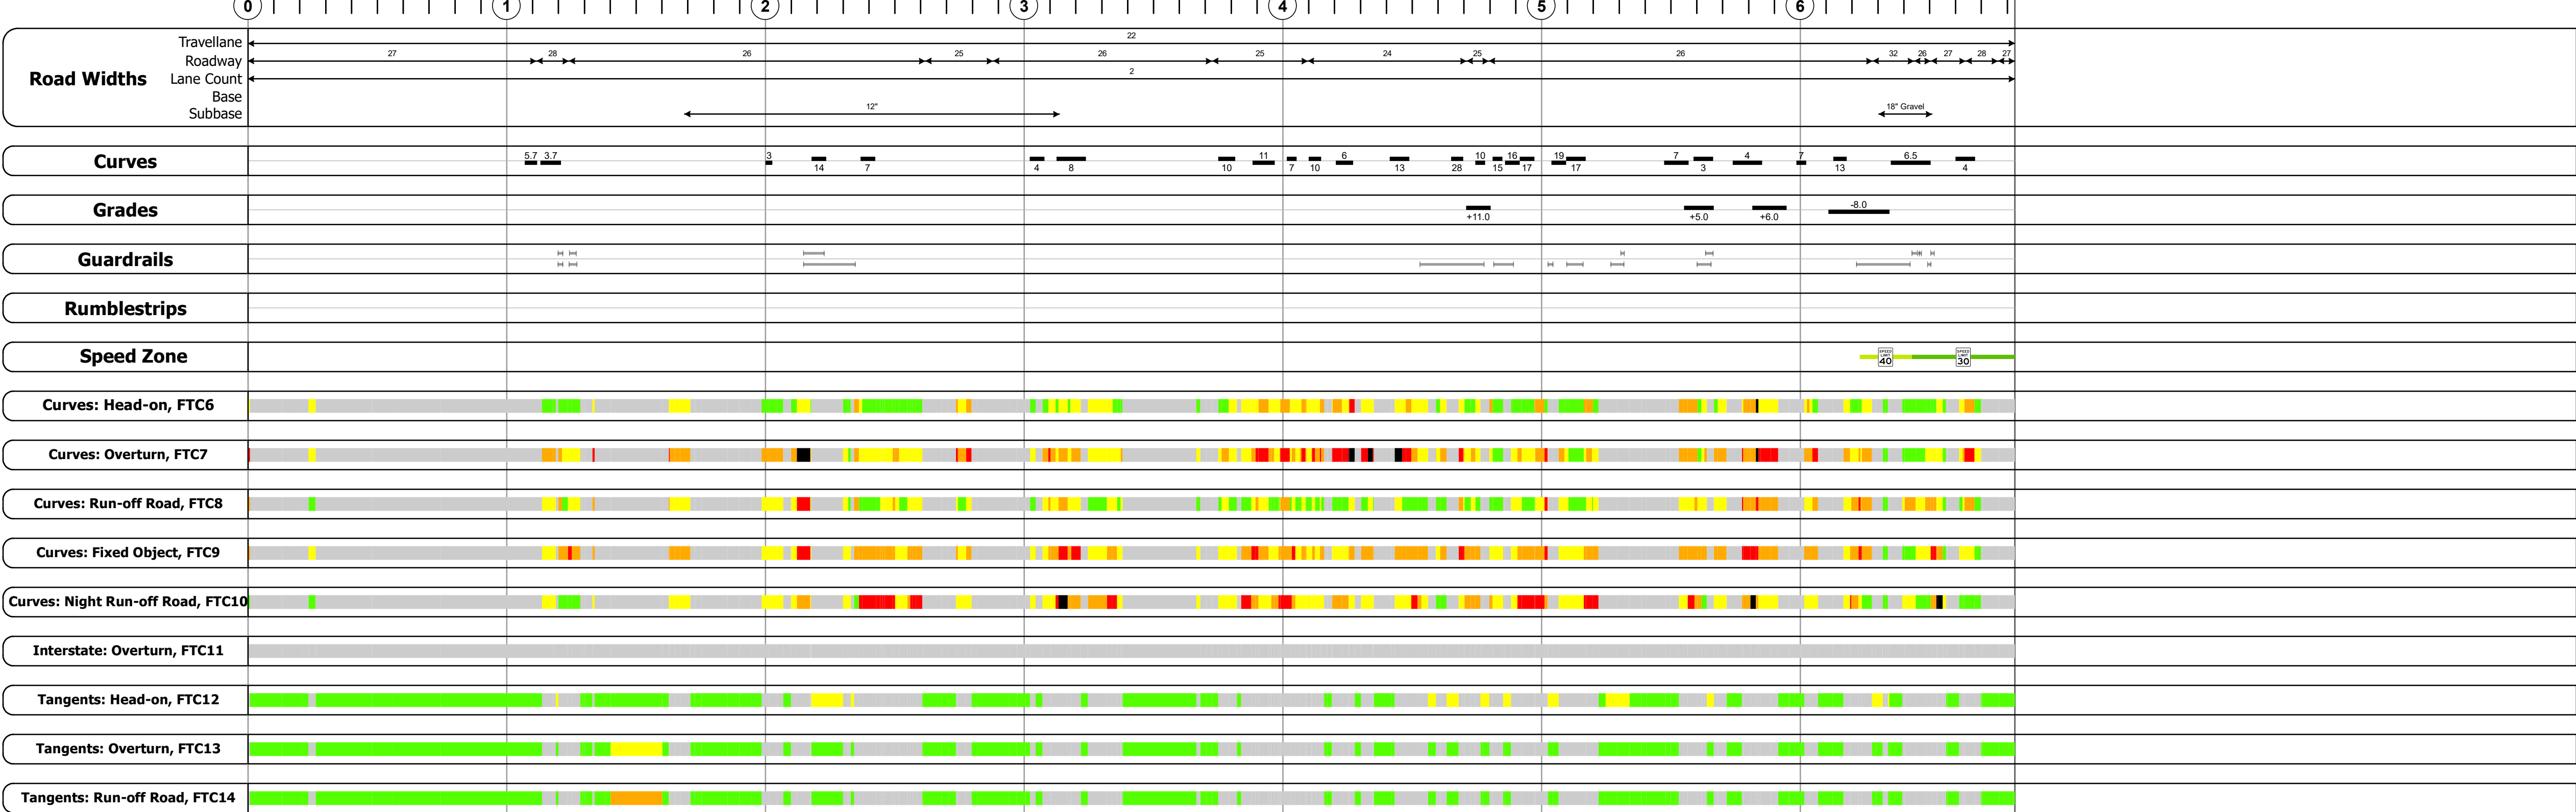 0 1 2 3 4 5 6
Travellane 22
Roadway 27 28 26 25 26 25 24 25 26 32 26 27 28 27
Road Widths
Lane Count 2
Base
Subbase 12" 18" Gravel
5.7 3.7 3 11 6 10 16 19 7 4 7 6.5
Curves
14 7 4 8 10 7 10 13 28 15 17 17 3 13 4
-8.0
Grades
+11.0 +5.0 +6.0
Guardrails
Rumblestrips
Speed Zone
SPEED LIMIT 40 SPEED LIMIT 30
Curves: Head-on, FTC6
Curves: Overturn, FTC7
Curves: Run-off Road, FTC8
Curves: Fixed Object, FTC9
Curves: Night Run-off Road, FTC10
Interstate: Overturn, FTC11
Tangents: Head-on, FTC12
Tangents: Overturn, FTC13
Tangents: Run-off Road, FTC14